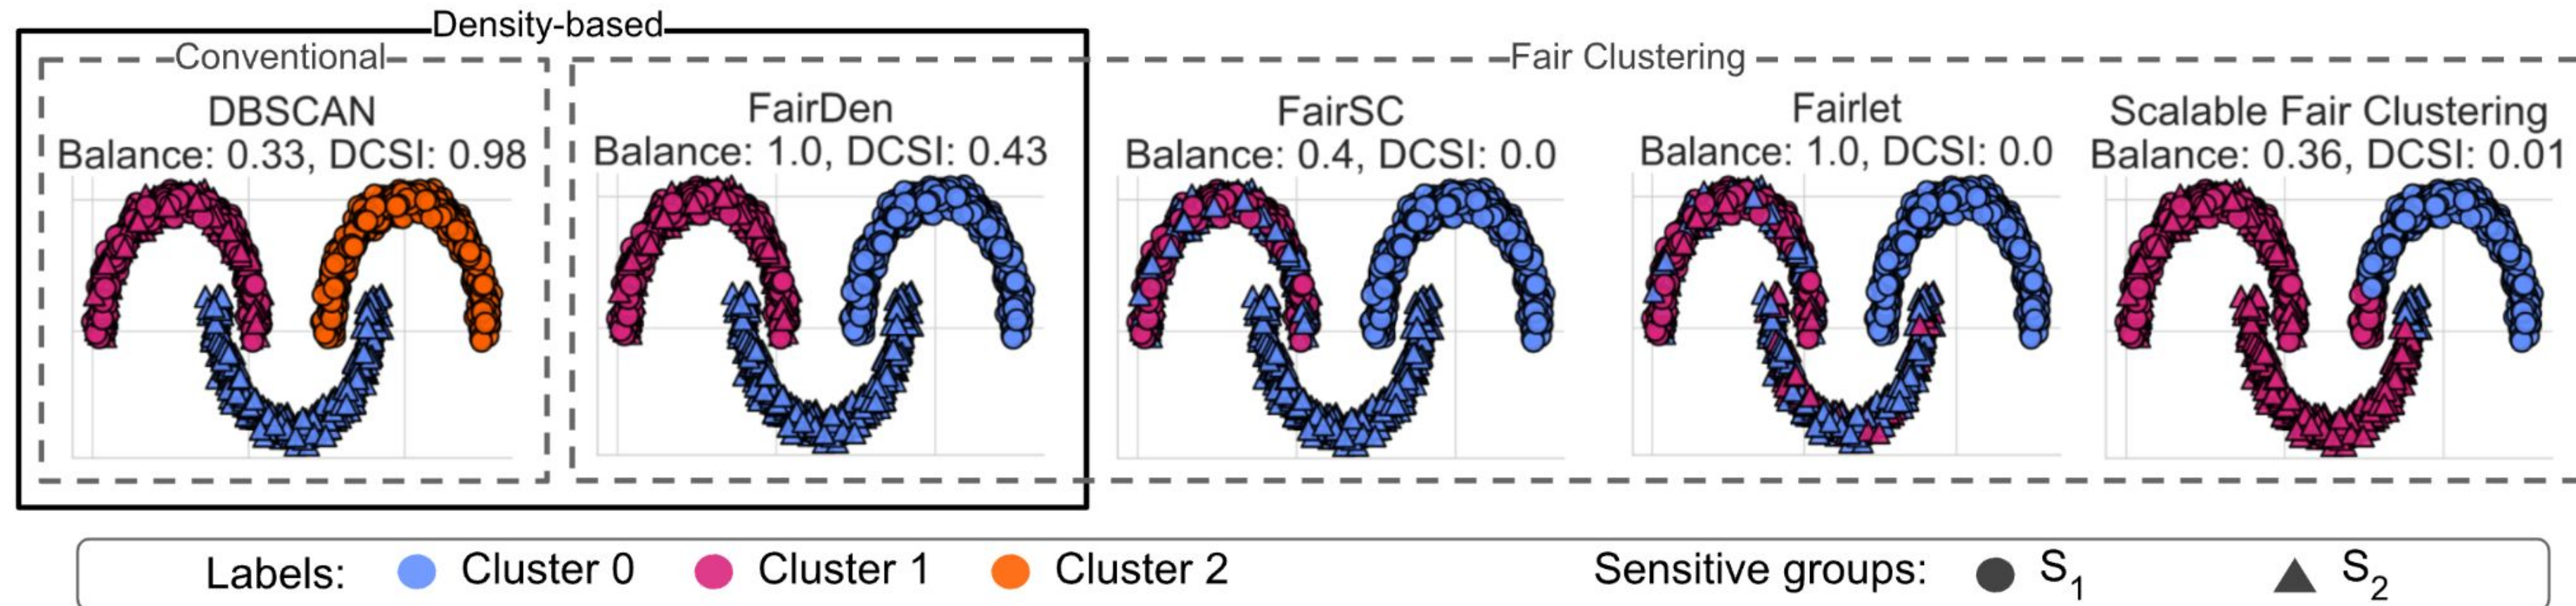 Density-based
Conventional
Fair Clustering
DBSCAN
Balance: 0.33, DCSI: 0.98
FairDen
Balance: 1.0, DCSI: 0.43
FairSC
Balance: 0.4, DCSI: 0.0
Fairlet
Balance: 1.0, DCSI: 0.0
Scalable Fair Clustering
Balance: 0.36, DCSI: 0.01
Labels: Cluster 0 Cluster 1 Cluster 2 Sensitive groups: S1 S2